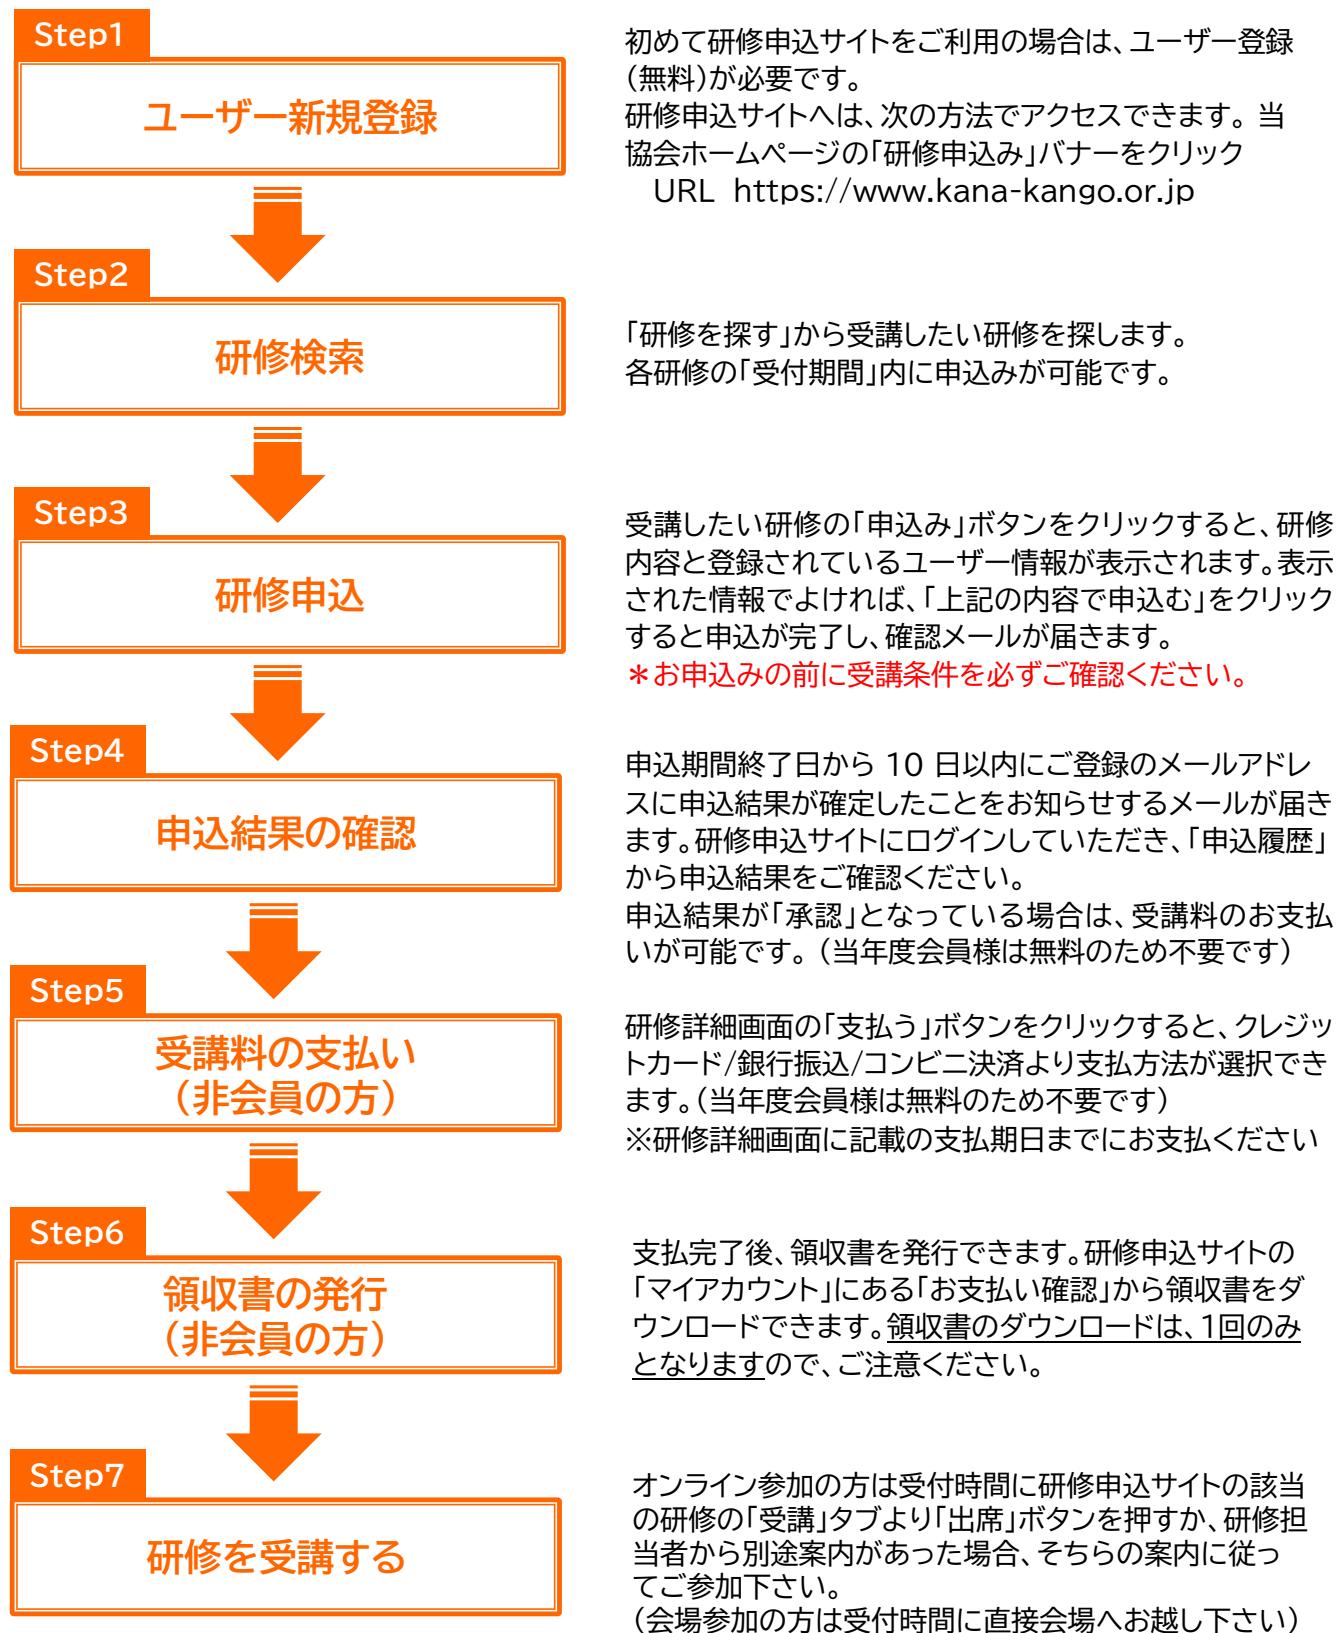 Step1
ユーザー新規登録
初めて研修申込サイトをご利用の場合は、ユーザー登録
（無料）が必要です。
研修申込サイトへは、次の方法でアクセスできます。当
協会ホームページの「研修申込み」バナーをクリック
URL https://www.kana-kango.or.jp
Step2
研修検索
「研修を探す」から受講したい研修を探します。
各研修の「受付期間」内に申込みが可能です。
Step3
研修申込
受講したい研修の「申込み」ボタンをクリックすると、研修
内容と登録されているユーザー情報が表示されます。表示
された情報でよければ、「上記の内容で申込む」をクリック
すると申込が完了し、確認メールが届きます。
＊お申込みの前に受講条件を必ずご確認ください。
Step4
申込結果の確認
申込期間終了日から 10 日以内にご登録のメールアドレ
スに申込結果が確定したことをお知らせするメールが届き
ます。研修申込サイトにログインしていただき、「申込履歴」
から申込結果をご確認ください。
申込結果が「承認」となっている場合は、受講料のお支払
いが可能です。（当年度会員様は無料のため不要です）
Step5
受講料の支払い
（非会員の方）
研修詳細画面の「支払う」ボタンをクリックすると、クレジッ
トカード/銀行振込/コンビニ決済より支払方法が選択でき
ます。（当年度会員様は無料のため不要です）
※研修詳細画面に記載の支払期日までにお支払ください
Step6
領収書の発行
（非会員の方）
支払完了後、領収書を発行できます。研修申込サイトの
「マイアカウント」にある「お支払い確認」から領収書をダ
ウンロードできます。領収書のダウンロードは、1回のみ
となりますので、ご注意ください。
Step7
研修を受講する
オンライン参加の方は受付時間に研修申込サイトの該当
の研修の「受講」タブより「出席」ボタンを押すか、研修担
当者から別途案内があった場合、そちらの案内に従っ
てご参加下さい。
（会場参加の方は受付時間に直接会場へお越し下さい）